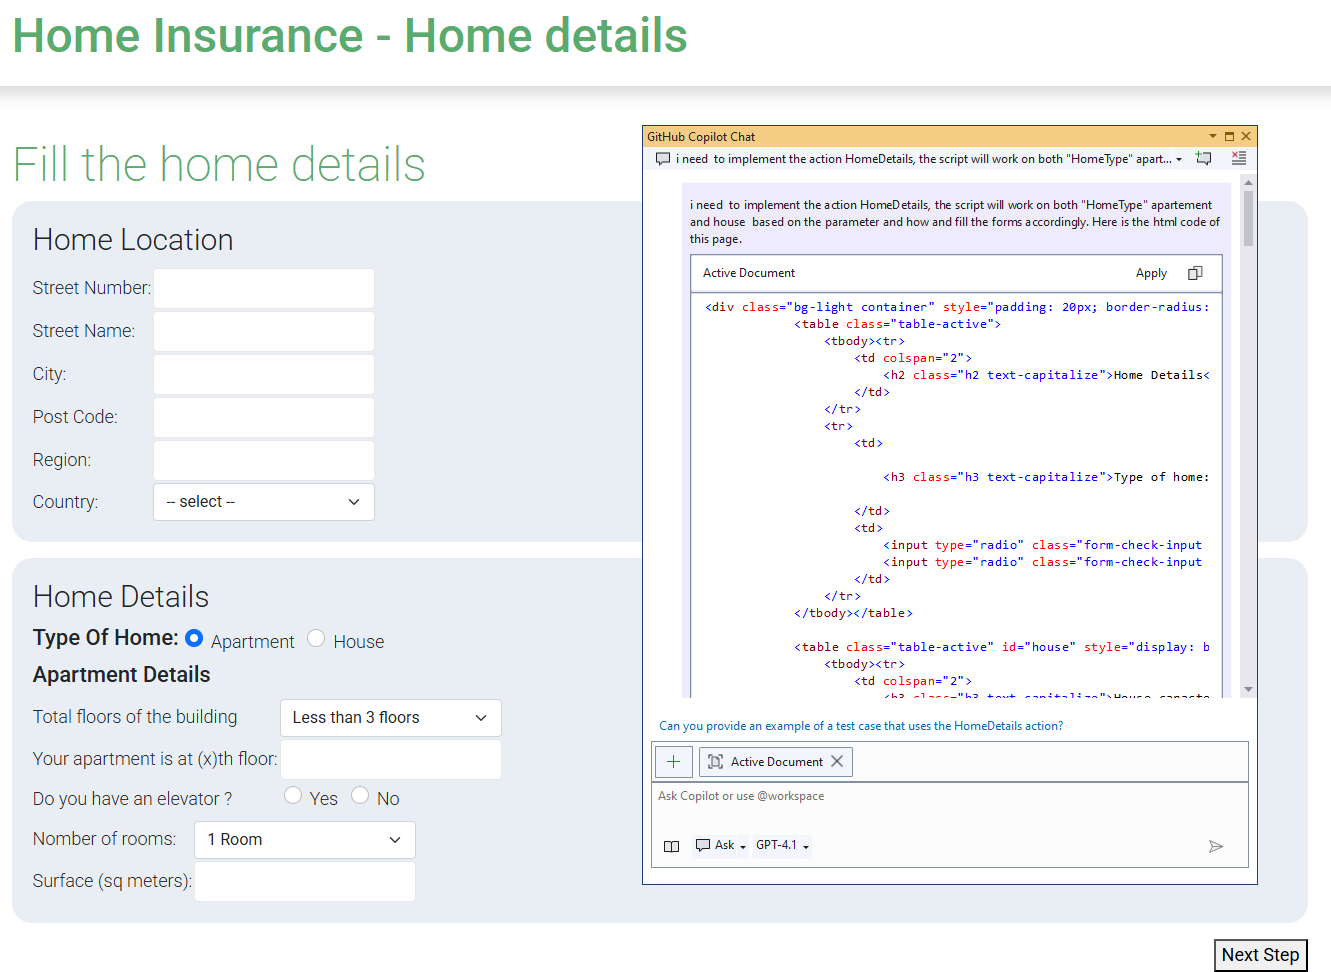 Home Insurance - Home details
Fill the home details
Home Location
Street Number:
Street Name:
City:
Post Code:
Region:
Country:
-- select --
Home Details
Type Of Home:
Apartment
House
Apartment Details
Total floors of the building
Less than 3 floors
Your apartment is at (x)th floor:
Do you have an elevator ?
Yes
No
Nomber of rooms:
1 Room
Surface (sq meters):
GitHub Copilot Chat
i need  to implement the action HomeDetails, the script will work on both "HomeType" apart...
i need  to implement the action HomeDetails, the script will work on both "HomeType" apartement
and house  based on the parameter and how and fill the forms accordingly. Here is the html code of
this page.
Active Document
Apply
<div class="bg-light container" style="padding: 20px; border-radius:
<table class="table-active">
<tbody><tr>
<td colspan="2">
<h2 class="h2 text-capitalize">Home Details<
</td>
</tr>
<tr>
<td>
<h3 class="h3 text-capitalize">Type of home:
</td>
<td>
<input type="radio" class="form-check-input
<input type="radio" class="form-check-input
</td>
</tr>
</tbody></table>
<table class="table-active" id="house" style="display: b
<tbody><tr>
<td colspan="2">
<h3 class="h3 text-capitalize">House capacte
Can you provide an example of a test case that uses the HomeDetails action?
Active Document
Ask Copilot or use @workspace
Ask
GPT-4.1
Next Step